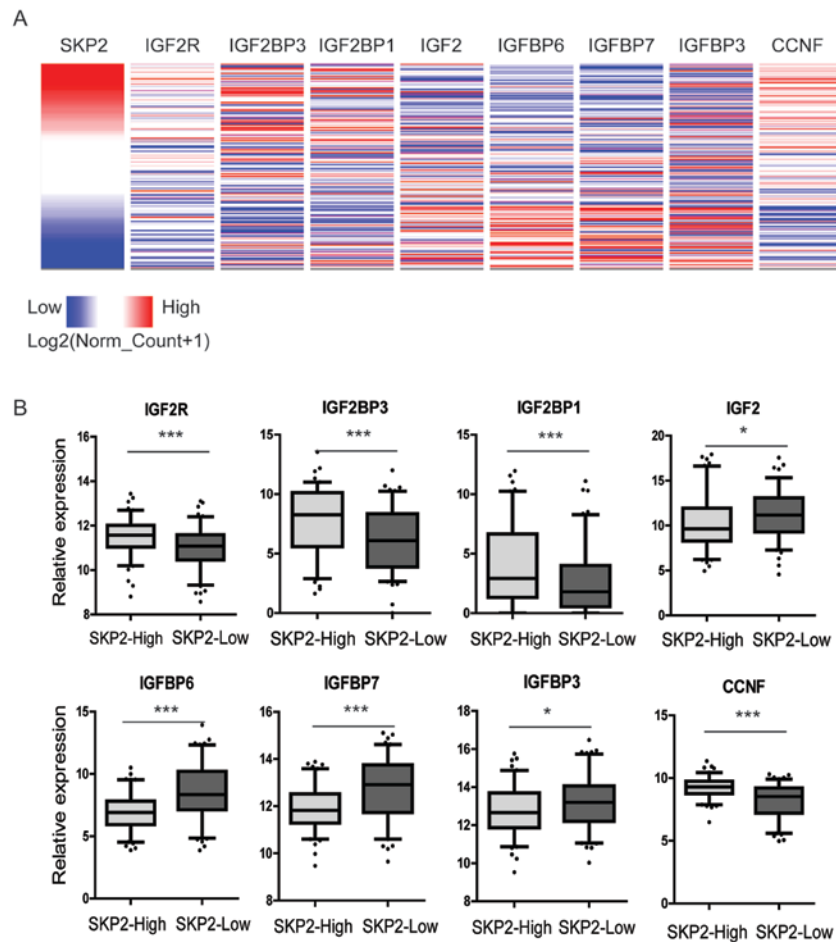 A
SKP2 IGF2R IGF2BP3 IGF2BP1 IGF2 IGFBP6 IGFBP7 IGFBP3 CCNF
Low High
Log2(Norm_Count+1)
B
IGF2R IGF2BP3 IGF2BP1 IGF2
Relative expression
16
14
12
10
8
***
SKP2-High SKP2-Low
15
10
5
0
***
SKP2-High SKP2-Low
15
10
5
0
***
SKP2-High SKP2-Low
20
15
10
5
0
*
SKP2-High SKP2-Low
IGFBP6 IGFBP7 IGFBP3 CCNF
Relative expression
15
10
5
0
***
SKP2-High SKP2-Low
16
14
12
10
8
***
SKP2-High SKP2-Low
18
16
14
12
10
8
*
SKP2-High SKP2-Low
15
10
5
0
***
SKP2-High SKP2-Low